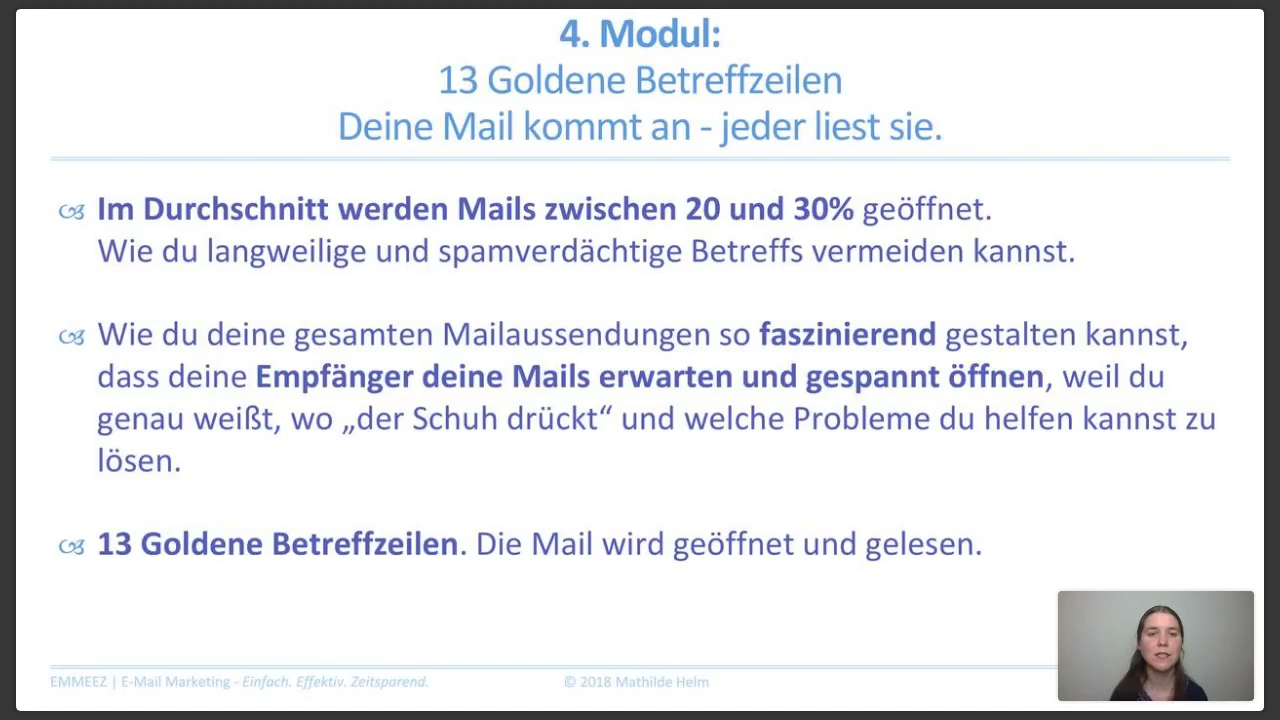 4. Modul:
13 Goldene Betreffzeilen
Deine Mail kommt an - jeder liest sie.
Im Durchschnitt werden Mails zwischen 20 und 30% geöffnet.
Wie du langweilige und spamverdächtige Betreffs vermeiden kannst.
Wie du deine gesamten Mailaussendungen so faszinierend gestalten kannst,
dass deine Empfänger deine Mails erwarten und gespannt öffnen, weil du
genau weißt, wo „der Schuh drückt“ und welche Probleme du helfen kannst zu
lösen.
13 Goldene Betreffzeilen. Die Mail wird geöffnet und gelesen.
EMMEEZ | E-Mail Marketing - Einfach. Effektiv. Zeitsparend.
© 2018 Mathilde Helm